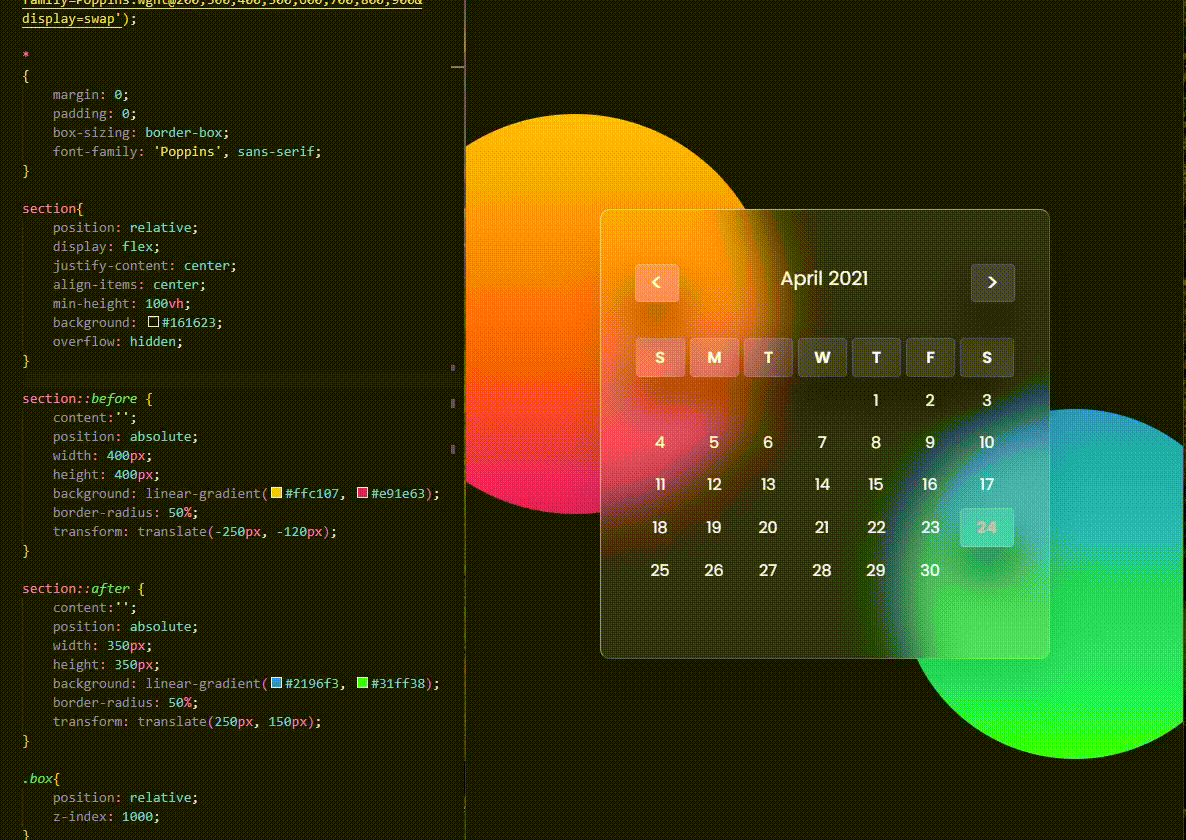 family=Poppins:wght@200;300;400;500;600;700;800;900&
display=swap');
*
{
margin: 0;
padding: 0;
box-sizing: border-box;
font-family: 'Poppins', sans-serif;
}
section{
position: relative;
display: flex;
justify-content: center;
align-items: center;
min-height: 100vh;
background: #161623;
overflow: hidden;
}
section::before {
content:'';
position: absolute;
width: 400px;
height: 400px;
background: linear-gradient(#ffc107, #e91e63);
border-radius: 50%;
transform: translate(-250px, -120px);
}
section::after {
content:'';
position: absolute;
width: 350px;
height: 350px;
background: linear-gradient(#2196f3, #31ff38);
border-radius: 50%;
transform: translate(250px, 150px);
}
.box{
position: relative;
z-index: 1000;
}
< April 2021 >
S M T W T F S
1 2 3
4 5 6 7 8 9 10
11 12 13 14 15 16 17
18 19 20 21 22 23 24
25 26 27 28 29 30